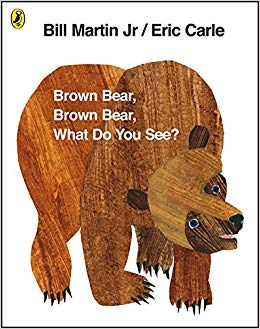 Bill Martin Jr / Eric Carle
Brown Bear,
Brown Bear,
What Do You See?